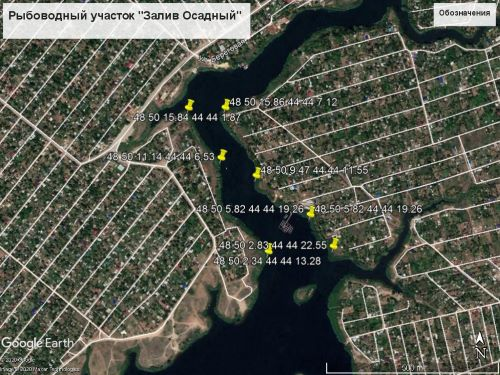 Рыбоводный участок "Залив Осадный"
Обозначения
48 50 15.86 44 44 7.12
48 50 15.84 44 44 1.87
48 50 11.14 44 44 6.53
48 50 9.47 44 44 11.55
48 50 5.82 44 44 19.26
48 50 5.82 44 44 19.26
48 50 2.83 44 44 22.55
48 50 2.34 44 44 13.28
Google Earth
500 m
N